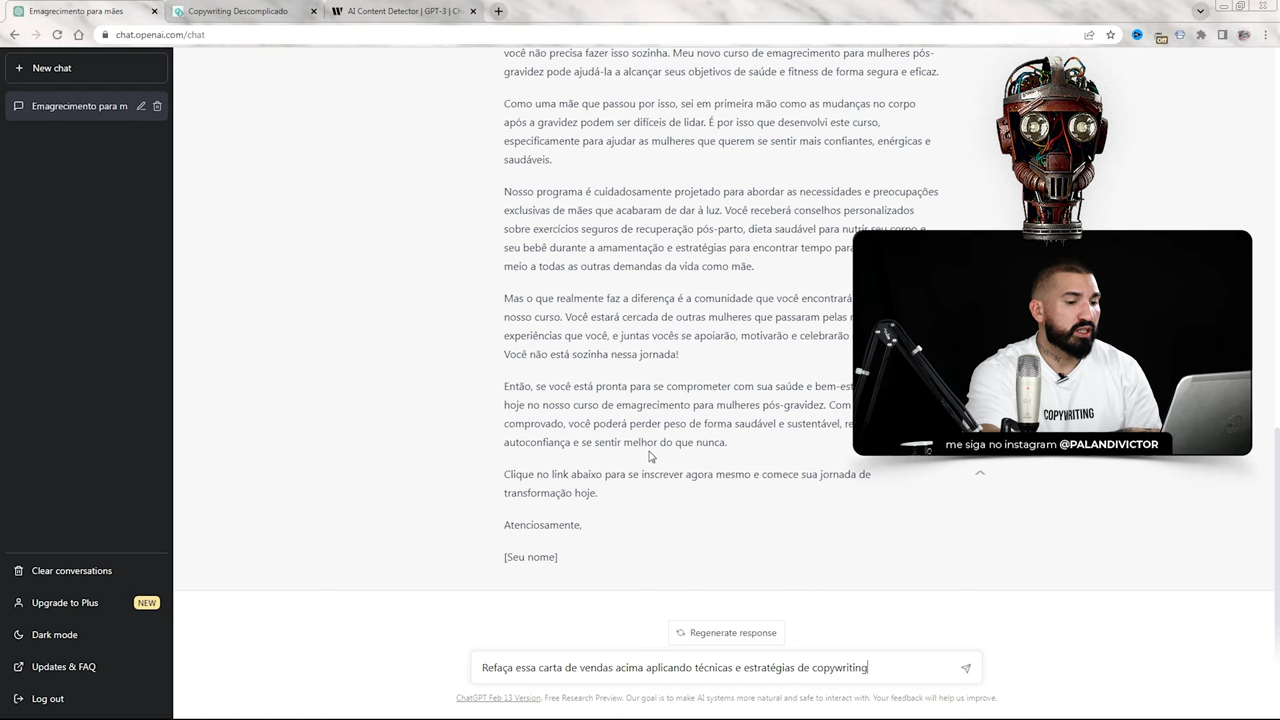 Emagrecimento para mães
Copywriting Descomplicado
AI Content Detector | GPT-3 | Ch
chat.openai.com/chat
Off
New chat
Emagrecimento para m
você não precisa fazer isso sozinha. Meu novo curso de emagrecimento para mulheres pós-
gravidez pode ajudá-la a alcançar seus objetivos de saúde e fitness de forma segura e eficaz.
Como uma mãe que passou por isso, sei em primeira mão como as mudanças no corpo
após a gravidez podem ser difíceis de lidar. É por isso que desenvolvi este curso,
especificamente para ajudar as mulheres que querem se sentir mais confiantes, enérgicas e
saudáveis.
Nosso programa é cuidadosamente projetado para abordar as necessidades e preocupações
exclusivas de mães que acabaram de dar à luz. Você receberá conselhos personalizados
sobre exercícios seguros de recuperação pós-parto, dieta saudável para nutrir seu corpo e
seu bebê durante a amamentação e estratégias para encontrar tempo para
meio a todas as outras demandas da vida como mãe.
Mas o que realmente faz a diferença é a comunidade que você encontrará
nosso curso. Você estará cercada de outras mulheres que passaram pelas
experiências que você, e juntas vocês se apoiarão, motivarão e celebrarão
Você não está sozinha nessa jornada!
Então, se você está pronta para se comprometer com sua saúde e
hoje no nosso curso de emagrecimento para mulheres pós-gravidez. Com
comprovado, você poderá perder peso de forma saudável e sustentável,
autoconfiança e se sentir melhor do que nunca.
Clique no link abaixo para se inscrever agora mesmo e comece sua jornada de
transformação hoje.
Atenciosamente,
[Seu nome]
COPYWRITING
me siga no instagram @PALANDIVICTOR
Clear conversations
Upgrade to Plus NEW
Dark mode
Updates & FAQ
Log out
Regenerate response
Refaça essa carta de vendas acima aplicando técnicas e estratégias de copywriting
ChatGPT Feb 13 Version. Free Research Preview. Our goal is to make AI systems more natural and safe to interact with. Your feedback will help us improve.